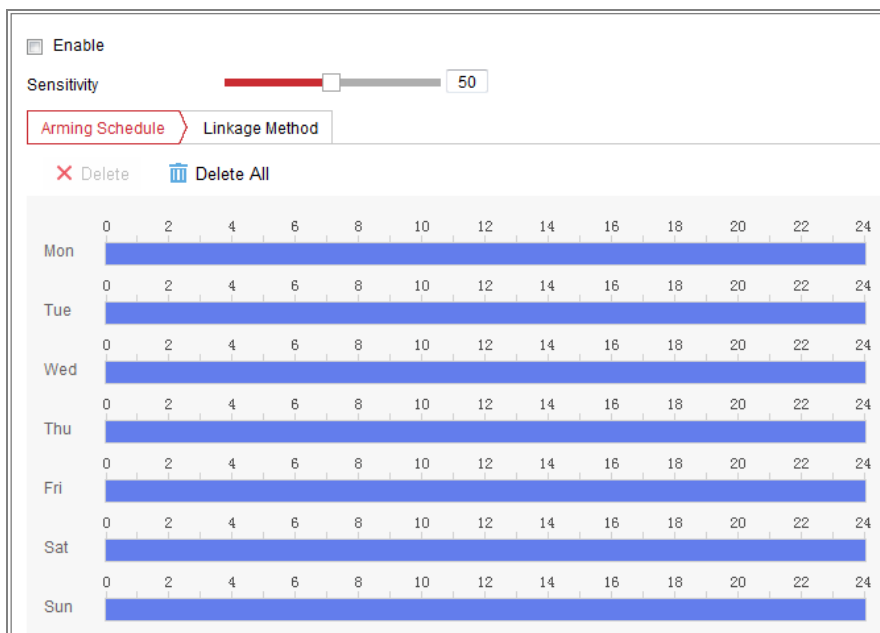 Enable
Sensitivity 50
Arming Schedule Linkage Method
Delete Delete All
0 2 4 6 8 10 12 14 16 18 20 22 24
Mon
0 2 4 6 8 10 12 14 16 18 20 22 24
Tue
0 2 4 6 8 10 12 14 16 18 20 22 24
Wed
0 2 4 6 8 10 12 14 16 18 20 22 24
Thu
0 2 4 6 8 10 12 14 16 18 20 22 24
Fri
0 2 4 6 8 10 12 14 16 18 20 22 24
Sat
0 2 4 6 8 10 12 14 16 18 20 22 24
Sun